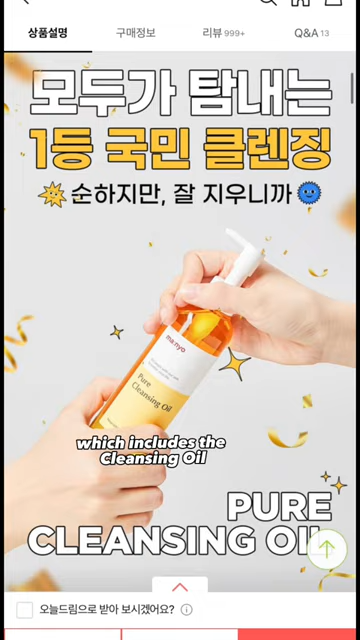 상품설명 구매정보 리뷰 999+ Q&A 13
모두가 탐내는
1등 국민 클렌징
순하지만, 잘 지우니까
ma:nyo
Pure
Cleansing Oil
which includes the
Cleansing Oil
PURE
CLEANSING OIL
오늘드림으로 받아 보시겠어요?